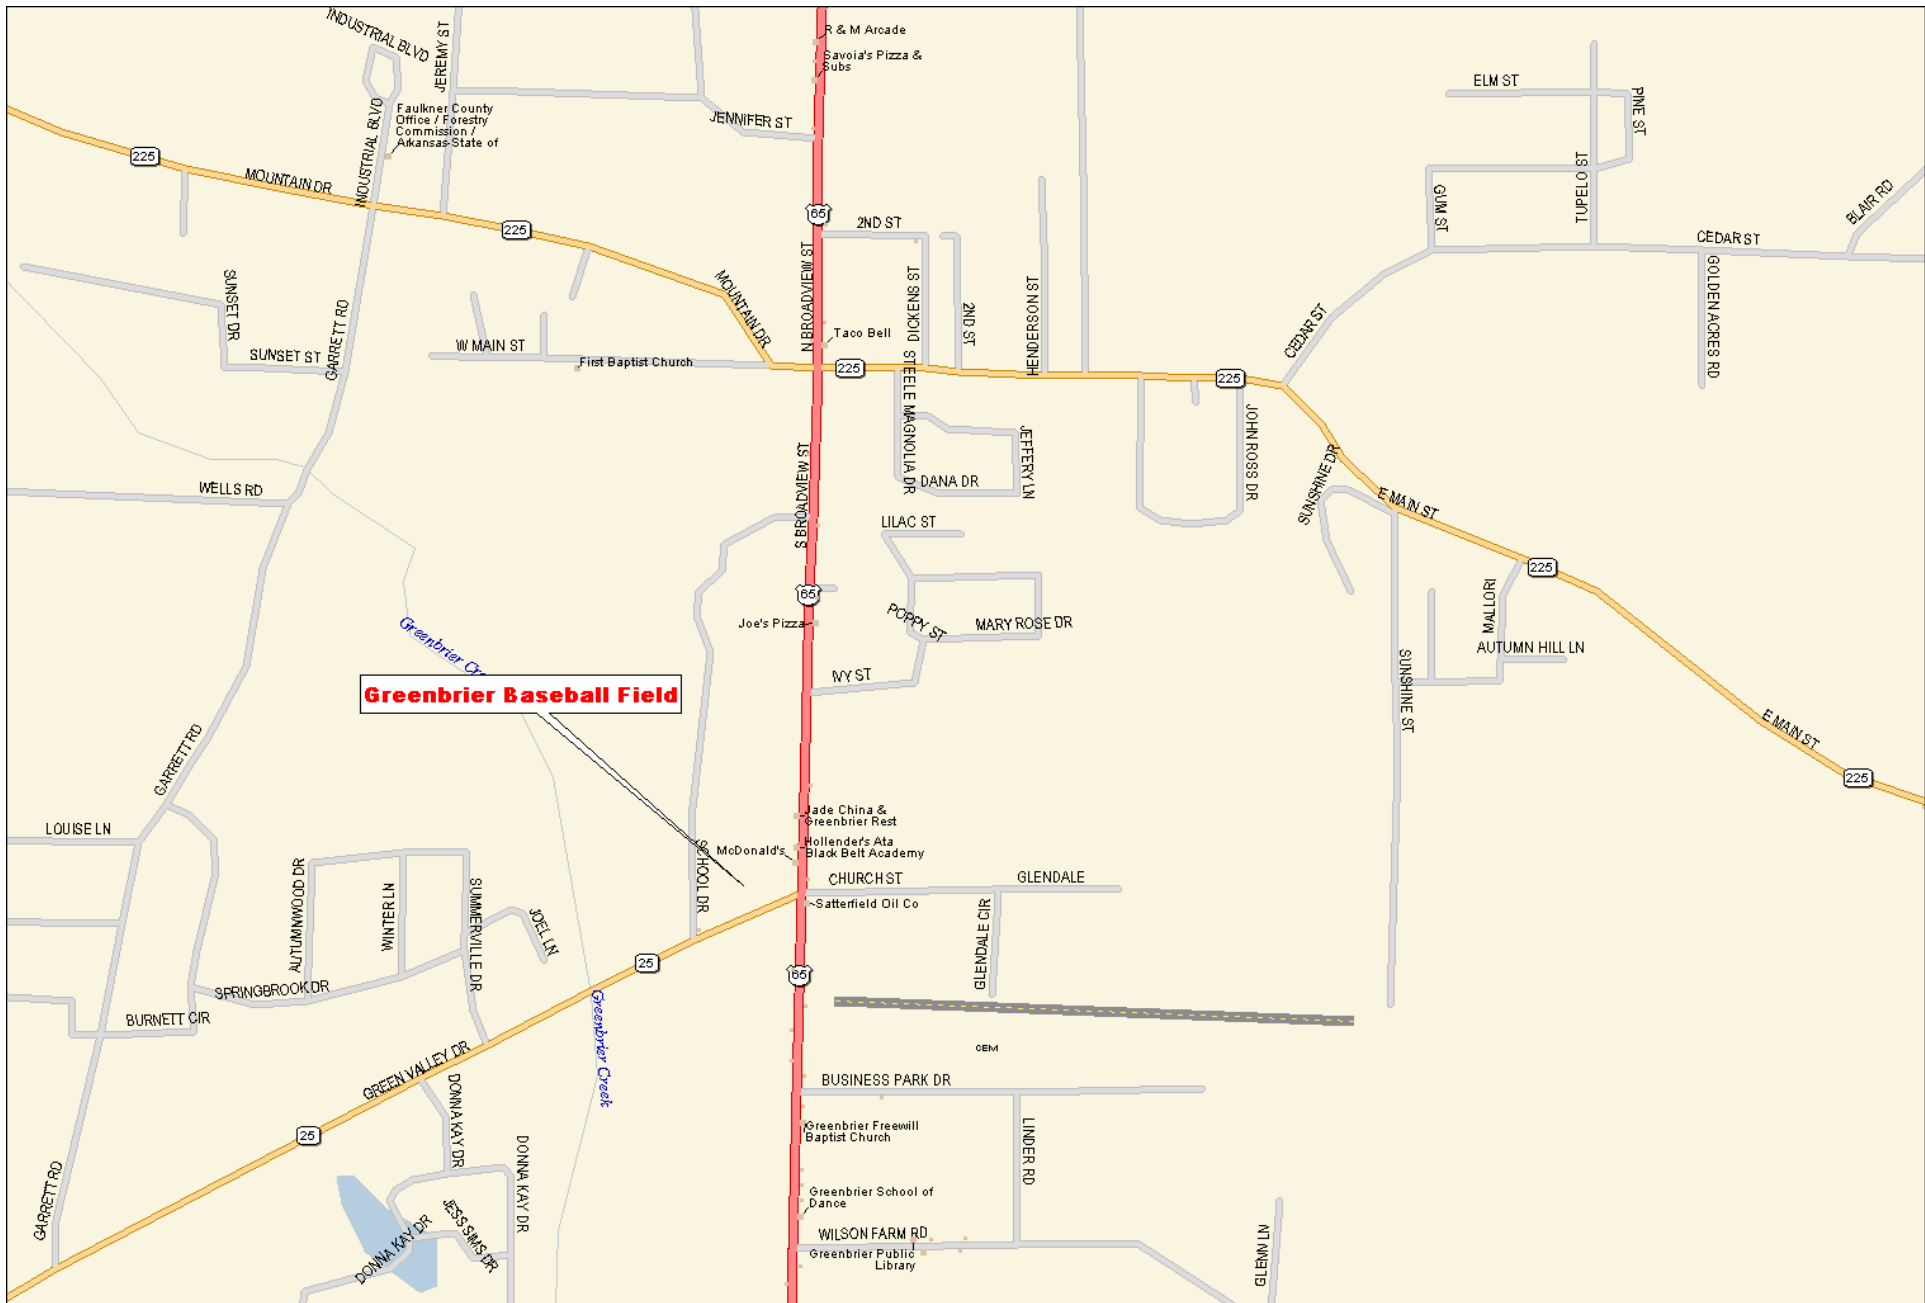 INDUSTRIAL BLVD
JEREMY ST
R & M Arcade
Savoia's Pizza &
Subs
ELM ST
PINE ST
INDUSTRIAL BLVD
Faulkner County
Office / Forestry
Commission /
Arkansas-State of
JENNIFER ST
225
MOUNTAIN DR
TUPELO ST
GUM ST
BLAIR RD
65
2ND ST
225
CEDAR ST
N BROADVIEW ST
DICKENS ST
2ND ST
HENDERSON ST
GOLDEN ACRES RD
SUNSET DR
GARRETT RD
MOUNTAIN DR
CEDAR ST
Taco Bell
W MAIN ST
SUNSET ST
First Baptist Church
225
225
STEELE MAGNOLIA DR
JEFFERY LN
JOHN ROSS DR
SUNSHINE DR
S BROADVIEW ST
DANA DR
WELLS RD
E MAIN ST
LILAC ST
225
65
MALLORI
Greenbrier Cre
Joe's Pizza
POPPY ST
MARY ROSE DR
AUTUMN HILL LN
SUNSHINE ST
IVY ST
Greenbrier Baseball Field
GARRETT RD
E MAIN ST
225
Jade China &
Greenbrier Rest
LOUISE LN
Hollender's Ata
Black Belt Academy
McDonald's
SCHOOL DR
CHURCH ST
GLENDALE
Satterfield Oil Co
AUTUMNWOOD DR
WINTER LN
SUMMERVILLE DR
JOEL LN
GLENDALE CIR
25
65
SPRINGBROOK DR
BURNETT CIR
Greenbrier Creek
CEM
GREEN VALLEY DR
DONNA KAY DR
BUSINESS PARK DR
25
Greenbrier Freewill
Baptist Church
LINDER RD
DONNA KAY DR
GARRETT RD
Greenbrier School of
Dance
JESS SIMS DR
DONNA KAY DR
WILSON FARM RD
Greenbrier Public
Library
GLENN LN